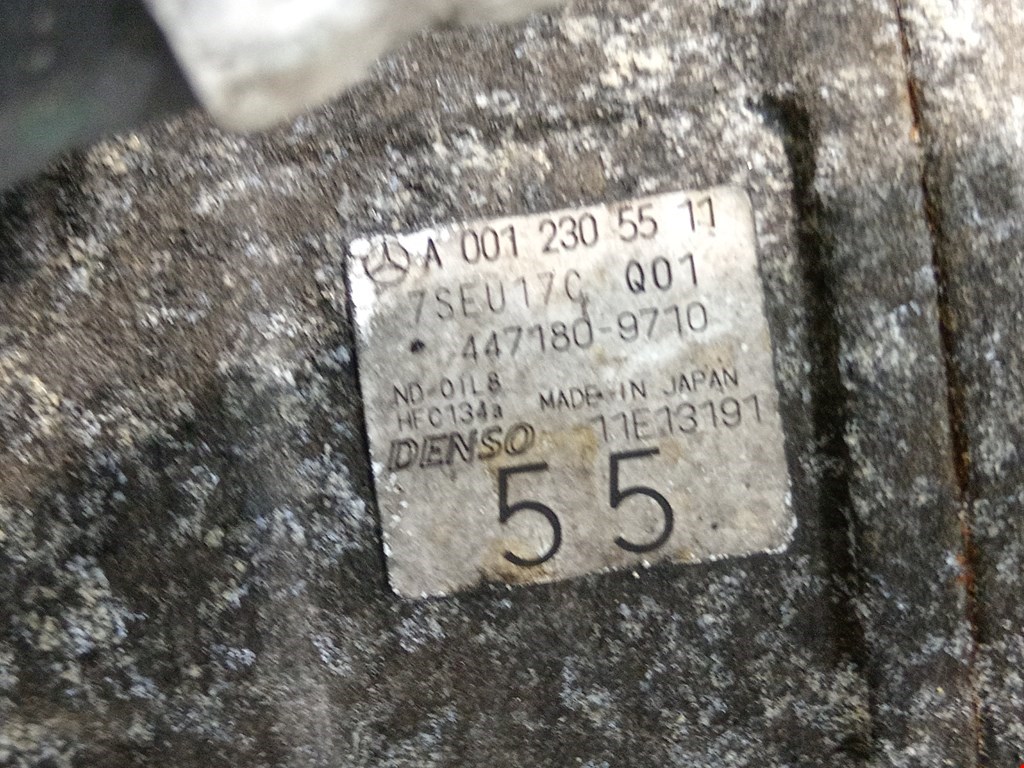 A 001 230 55 11
7SEU17C Q01
447180-9710
ND-OIL8
HFC134a MADE IN JAPAN
DENSO 11E13191
55